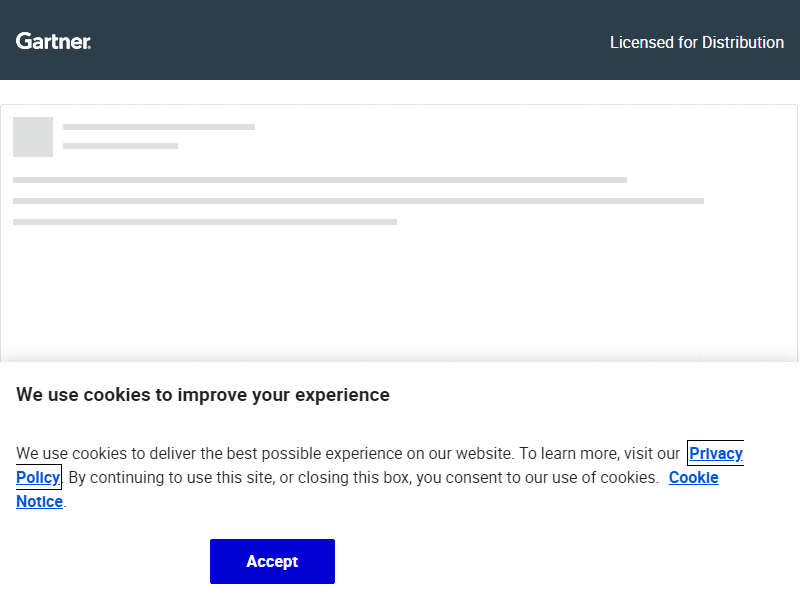 Gartner.
Licensed for Distribution
We use cookies to improve your experience
We use cookies to deliver the best possible experience on our website. To learn more, visit our Privacy
Policy. By continuing to use this site, or closing this box, you consent to our use of cookies. Cookie
Notice.
Accept